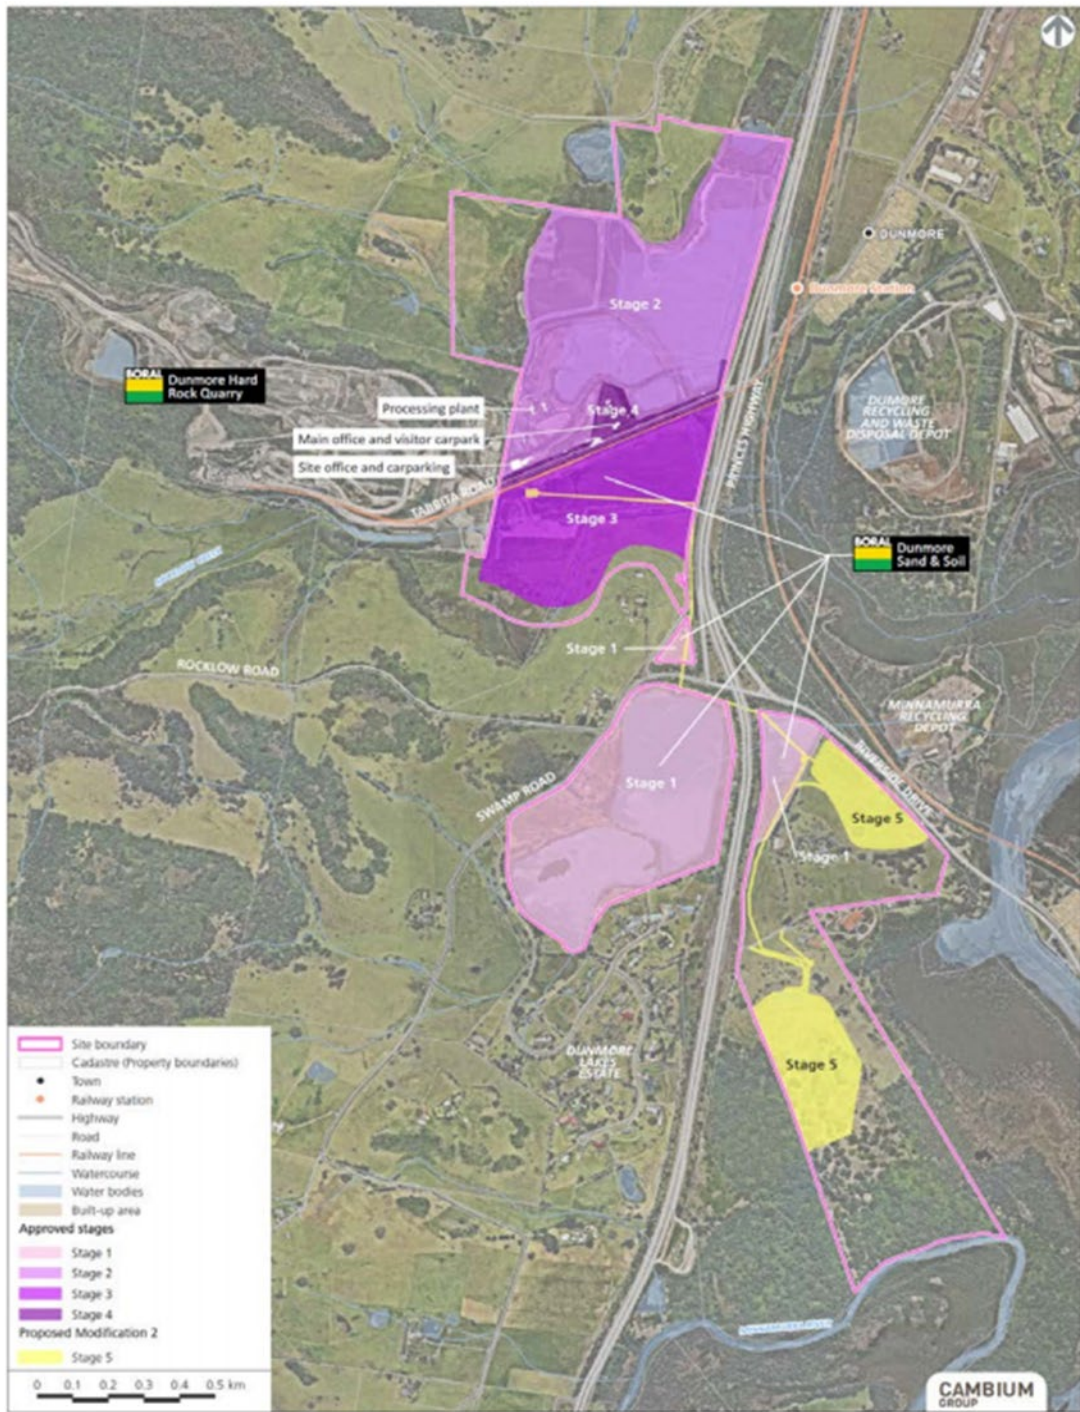 DUNMORE
Dunmore Station
Stage 2
BORAL
Dunmore Hard
Rock Quarry
Processing plant
Stage 4
Main office and visitor carpark
Site office and carparking
TABBITA ROAD
PRINCES HIGHWAY
DUMORE
RECYCLING
AND WASTE
DISPOSAL DEPOT
Stage 3
BORAL
Dunmore
Sand & Soil
Stage 1
ROCKLOW ROAD
MINNAMURRA
RECYCLING
DEPOT
RIVERSIDE DRIVE
Stage 1
SWAMP ROAD
Stage 5
Stage 1
DUNMORE
LAKES
ESTATE
Stage 5
MINNAMURRA RIVER
Site boundary
Cadastre (Property boundaries)
Town
Railway station
Highway
Road
Railway line
Watercourse
Water bodies
Built-up area
Approved stages
Stage 1
Stage 2
Stage 3
Stage 4
Proposed Modification 2
Stage 5
0 0.1 0.2 0.3 0.4 0.5 km
CAMBIUM
GROUP